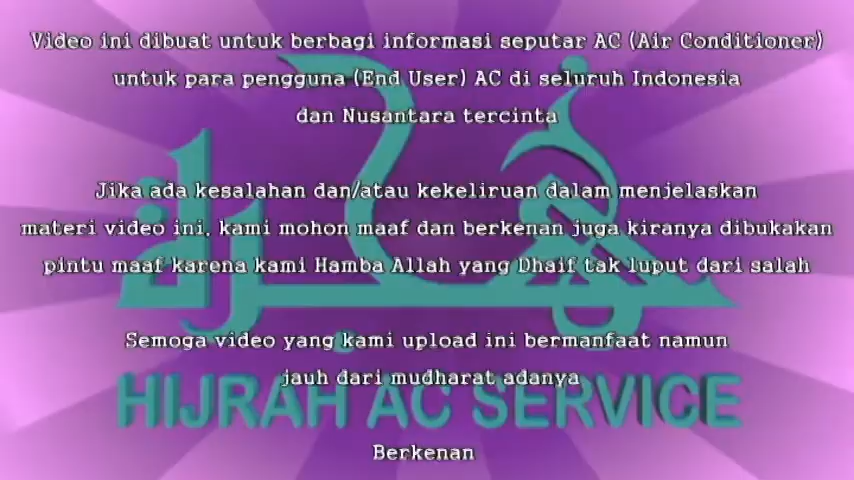 Video ini dibuat untuk berbagi informasi seputar AC (Air Conditioner)
untuk para pengguna (End User) AC di seluruh Indonesia
dan Nusantara tercinta
Jika ada kesalahan dan/atau kekeliruan dalam menjelaskan
materi video ini, kami mohon maaf dan berkenan juga kiranya dibukakan
pintu maaf karena kami Hamba Allah yang Dhaif tak luput dari salah
Semoga video yang kami upload ini bermanfaat namun
jauh dari mudharat adanya
Berkenan
هجرة
HIJRAH AC SERVICE